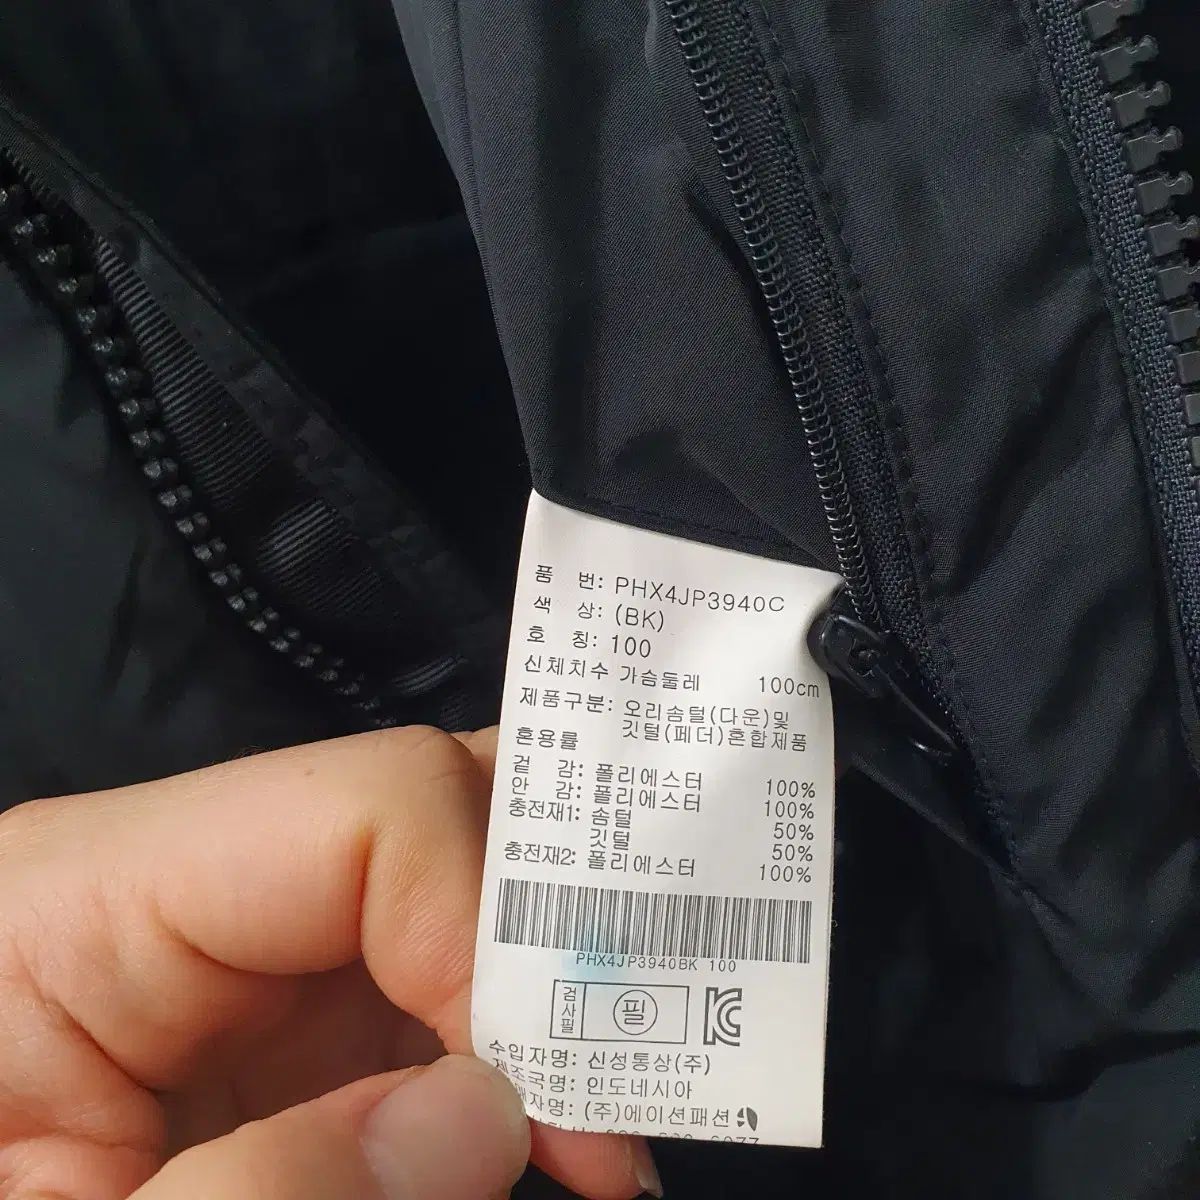 품 번: PHX4JP3940C
색 상: (BK)
호 칭: 100
신체치수 가슴둘레 100cm
제품구분: 오리솜털(다운)및
깃털(페더)혼합제품
혼용률
겉 감: 폴리에스터 100%
안 감: 폴리에스터 100%
충전재1: 솜털 50%
깃털 50%
충전재2: 폴리에스터 100%
PHX4JP3940BK 100
검사필 필
수입자명: 신성통상(주)
제조국명: 인도네시아
자명: (주)에이션패션